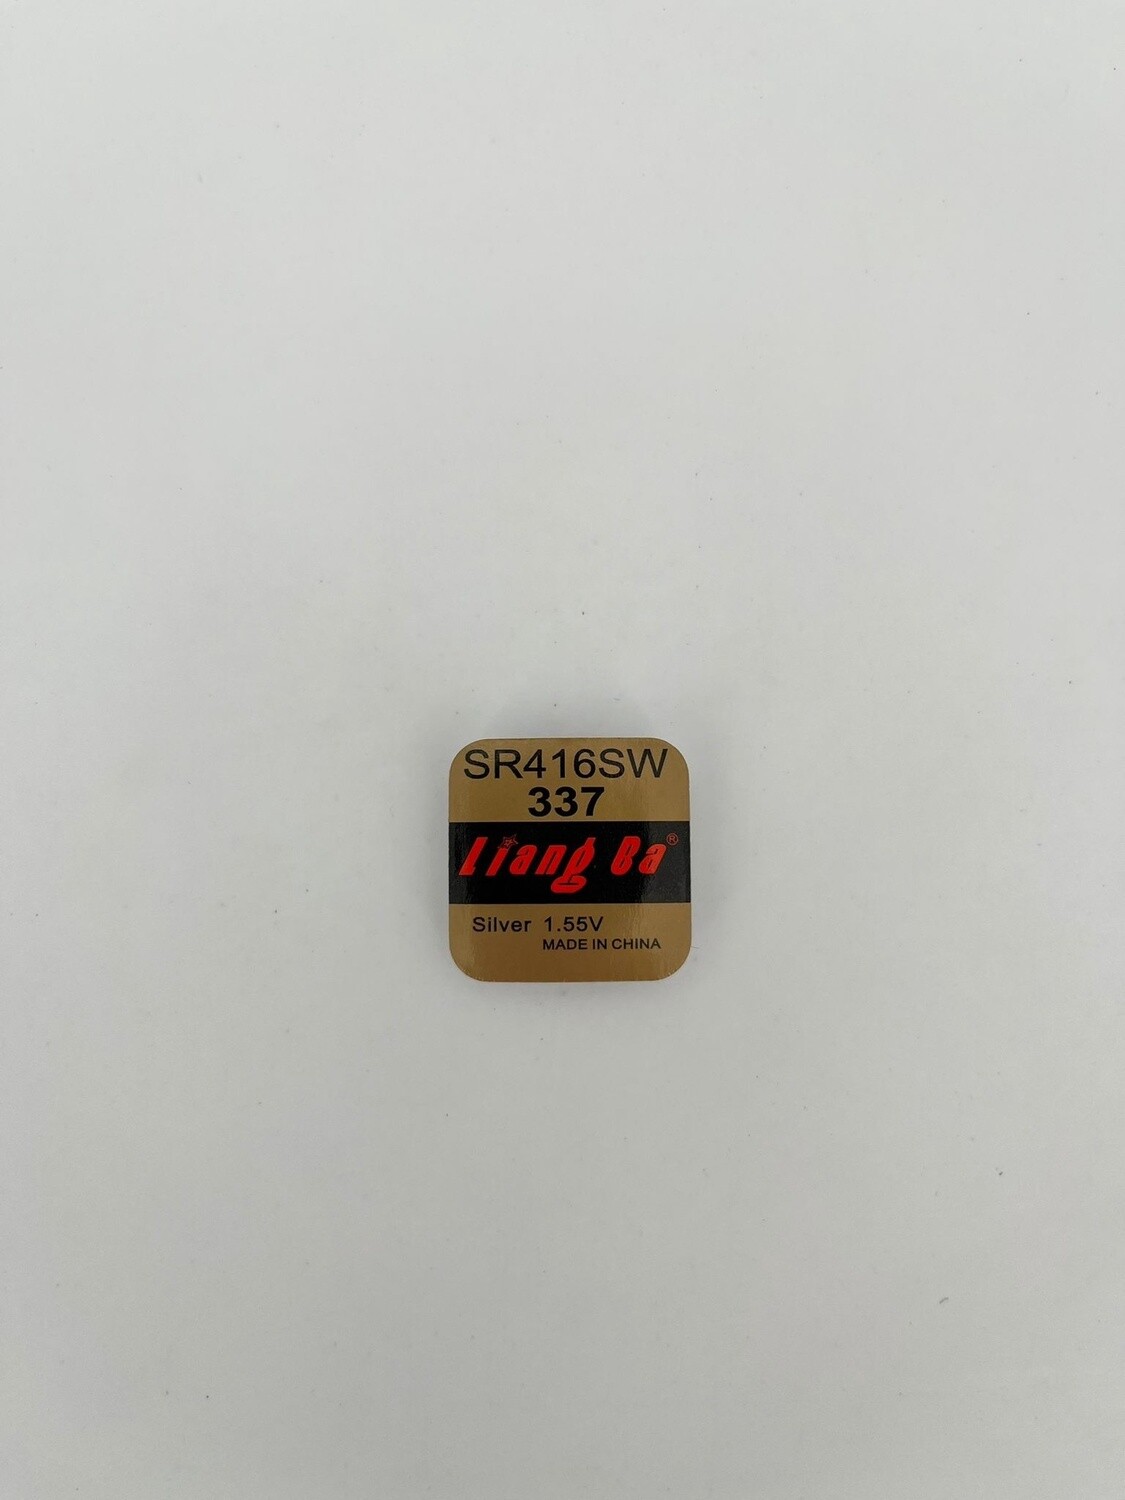 SR416SW
337
Liang Ba®
Silver 1.55V
MADE IN CHINA